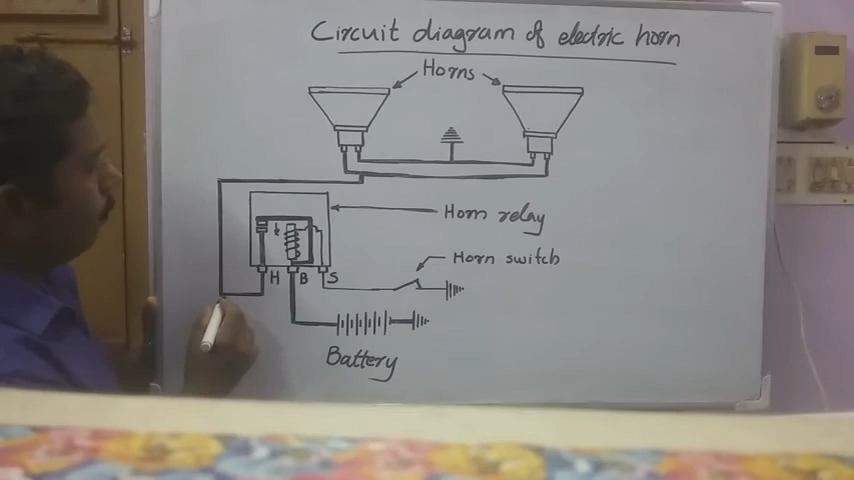 Circuit diagram of electric horn
Horns
Horn relay
Horn switch
H B S
Battery